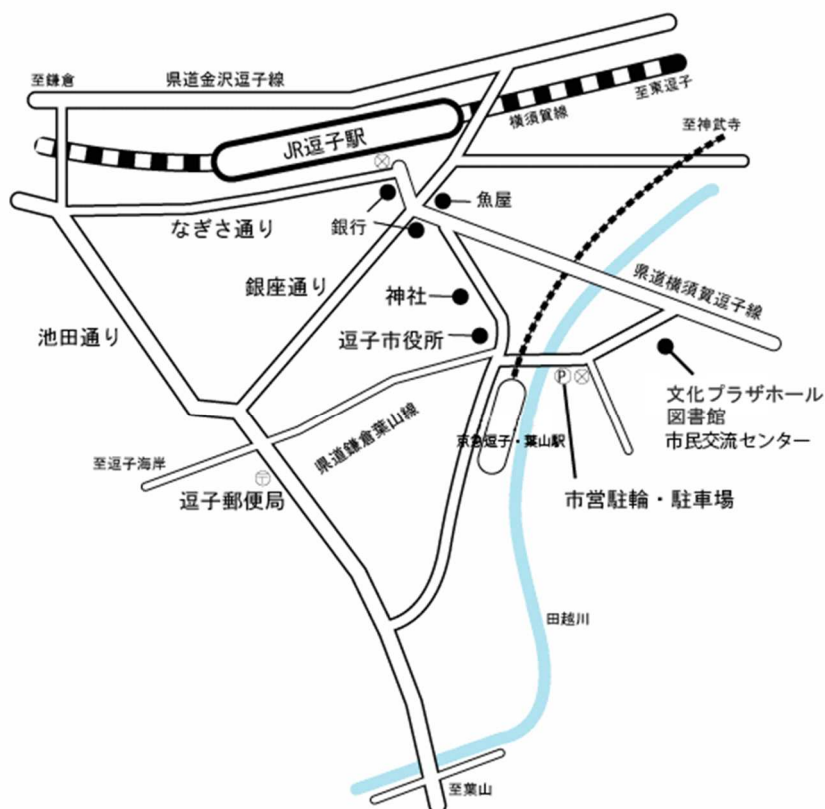 至鎌倉
県道金沢逗子線
至東逗子
横須賀線
JR逗子駅
至神武寺
魚屋
なぎさ通り
銀行
銀座通り
神社
県道横須賀逗子線
池田通り
逗子市役所
文化プラザホール
図書館
市民交流センター
P
京急逗子・葉山駅
県道鎌倉葉山線
至逗子海岸
〒
逗子郵便局
市営駐輪・駐車場
田越川
至葉山